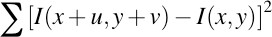 ∑ [I(x+u, y+v) − I(x, y)]²